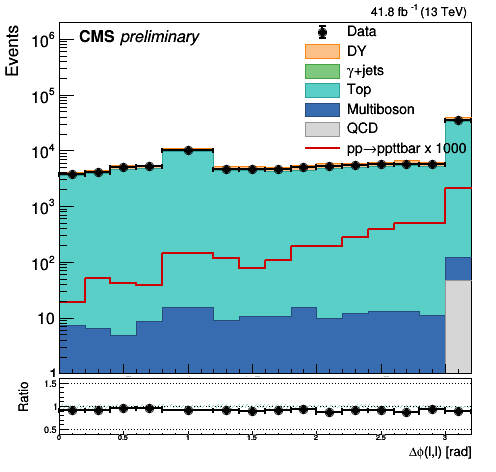 41.8 fb⁻¹ (13 TeV)
CMS preliminary
Data
DY
γ+jets
Top
Multiboson
QCD
pp→ppttbar x 1000
Events
10⁶
10⁵
10⁴
10³
10²
10
1
Ratio
1.5
1
0.5
0 0.5 1 1.5 2 2.5 3
Δϕ(l,l) [rad]